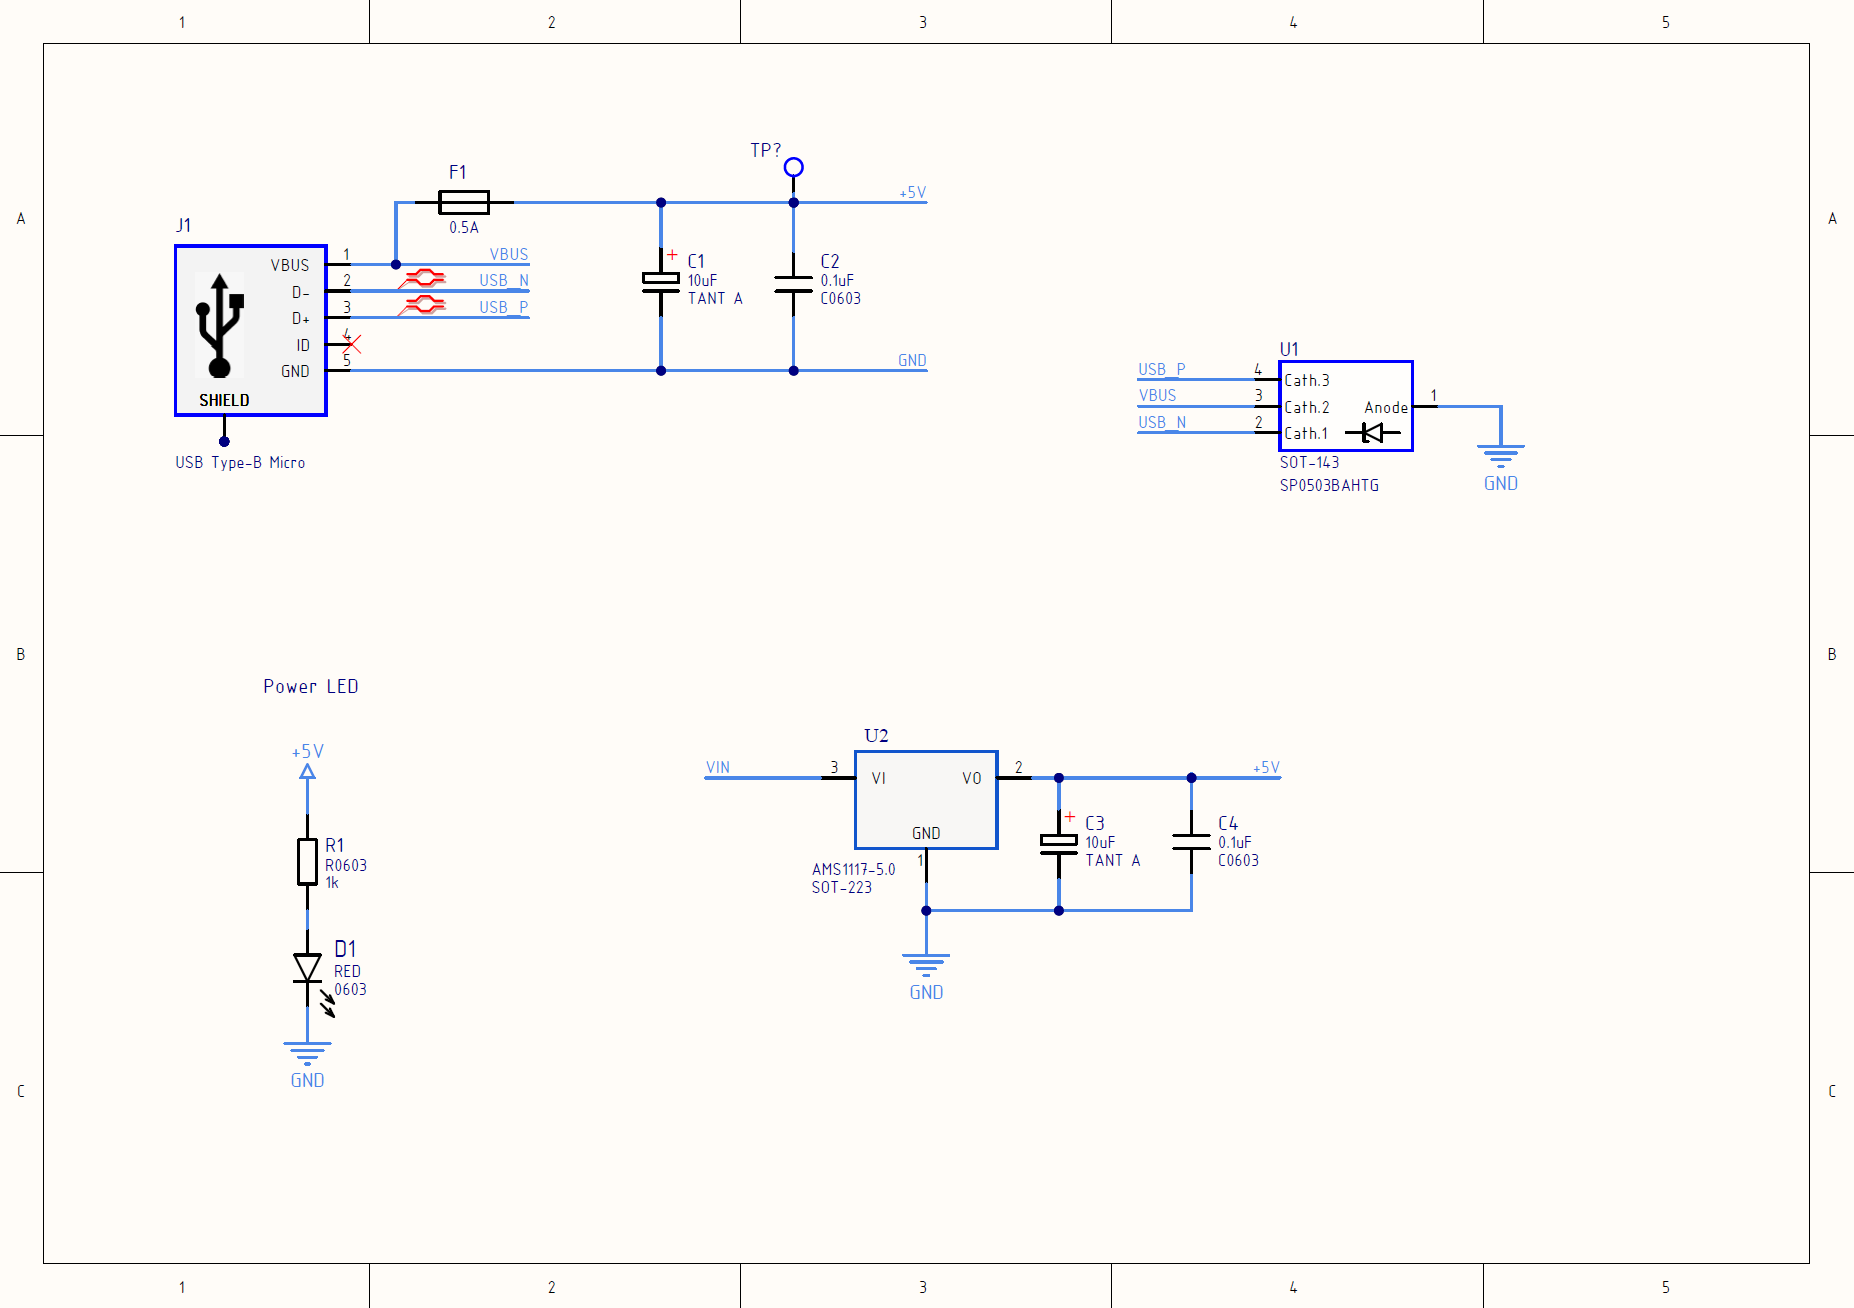 1 2 3 4 5
A A
B B
C C
TP?
F1
0.5A
+5V
J1
VBUS 1 VBUS
D- 2 USB_N
D+ 3 USB_P
ID 4
GND 5 GND
SHIELD
USB Type-B Micro
+ C1
10uF
TANT A
C2
0.1uF
C0603
U1
USB_P 4 Cath.3
VBUS 3 Cath.2 Anode 1
USB_N 2 Cath.1
SOT-143
SP0503BAHTG
GND
Power LED
+5V
R1
R0603
1k
D1
RED
0603
GND
U2
VIN 3 VI VO 2 +5V
GND
1
AMS1117-5.0
SOT-223
+ C3
10uF
TANT A
C4
0.1uF
C0603
GND
1 2 3 4 5